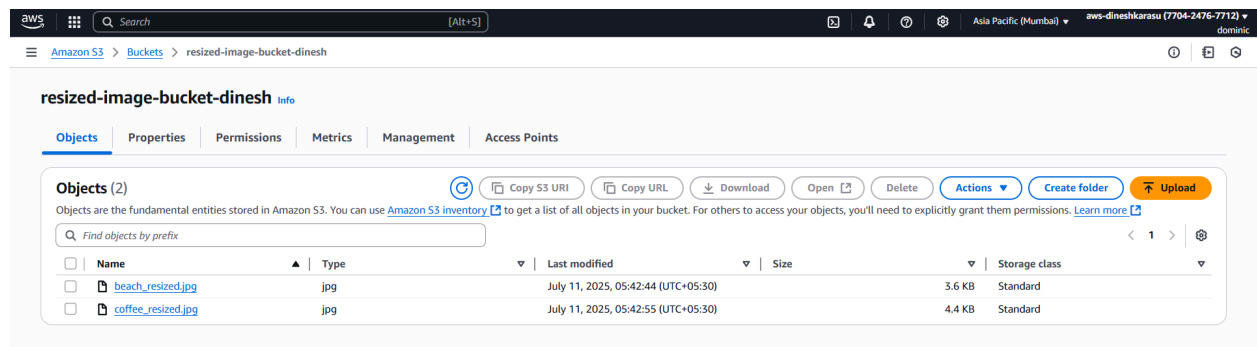 aws Search [Alt+S] Asia Pacific (Mumbai) aws-dineshkarasu (7704-2476-7712)
dominic
Amazon S3 > Buckets > resized-image-bucket-dinesh
resized-image-bucket-dinesh Info
Objects Properties Permissions Metrics Management Access Points
Objects (2) Copy S3 URI Copy URL Download Open Delete Actions Create folder Upload
Objects are the fundamental entities stored in Amazon S3. You can use Amazon S3 inventory to get a list of all objects in your bucket. For others to access your objects, you'll need to explicitly grant them permissions. Learn more
Find objects by prefix < 1 >
Name Type Last modified Size Storage class
beach_resized.jpg jpg July 11, 2025, 05:42:44 (UTC+05:30) 3.6 KB Standard
coffee_resized.jpg jpg July 11, 2025, 05:42:55 (UTC+05:30) 4.4 KB Standard